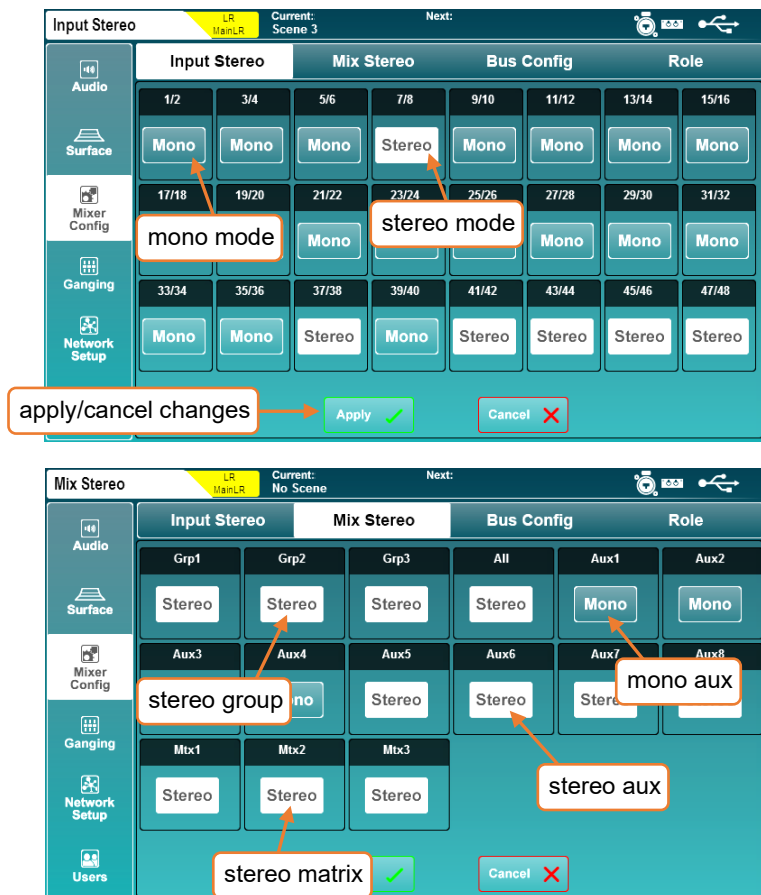 Input Stereo
LR
MainLR
Current:
Scene 3
Next:
Audio
Surface
Mixer
Config
Ganging
Network
Setup
Input Stereo Mix Stereo Bus Config Role
1/2 3/4 5/6 7/8 9/10 11/12 13/14 15/16
Mono Mono Mono Stereo Mono Mono Mono Mono
17/18 19/20 21/22 23/24 25/26 27/28 29/30 31/32
mono mode
stereo mode
Mono Mono Mono Mono
33/34 35/36 37/38 39/40 41/42 43/44 45/46 47/48
Mono Mono Stereo Mono Stereo Stereo Stereo Stereo
apply/cancel changes
Apply
Cancel
Mix Stereo
LR
MainLR
Current:
No Scene
Next:
Audio
Surface
Mixer
Config
Ganging
Network
Setup
Users
Input Stereo Mix Stereo Bus Config Role
Grp1 Grp2 Grp3 All Aux1 Aux2
Stereo Stereo Stereo Stereo Mono Mono
Aux3 Aux4 Aux5 Aux6 Aux7 Aux8
stereo group
mono aux
no Stereo Stereo Stere
Mtx1 Mtx2 Mtx3
Stereo Stereo Stereo
stereo aux
stereo matrix
Cancel